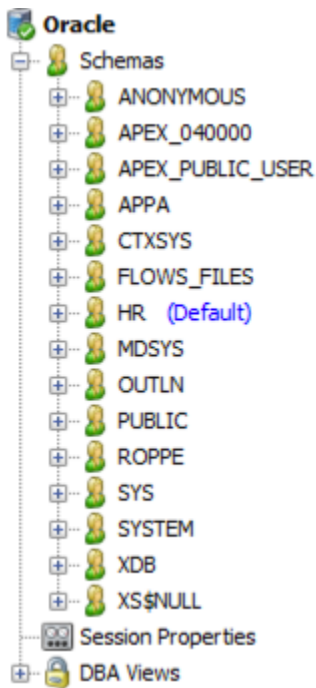 Oracle
Schemas
ANONYMOUS
APEX_040000
APEX_PUBLIC_USER
APPA
CTXSYS
FLOWS_FILES
HR (Default)
MDSYS
OUTLN
PUBLIC
ROPPE
SYS
SYSTEM
XDB
XS$NULL
Session Properties
DBA Views